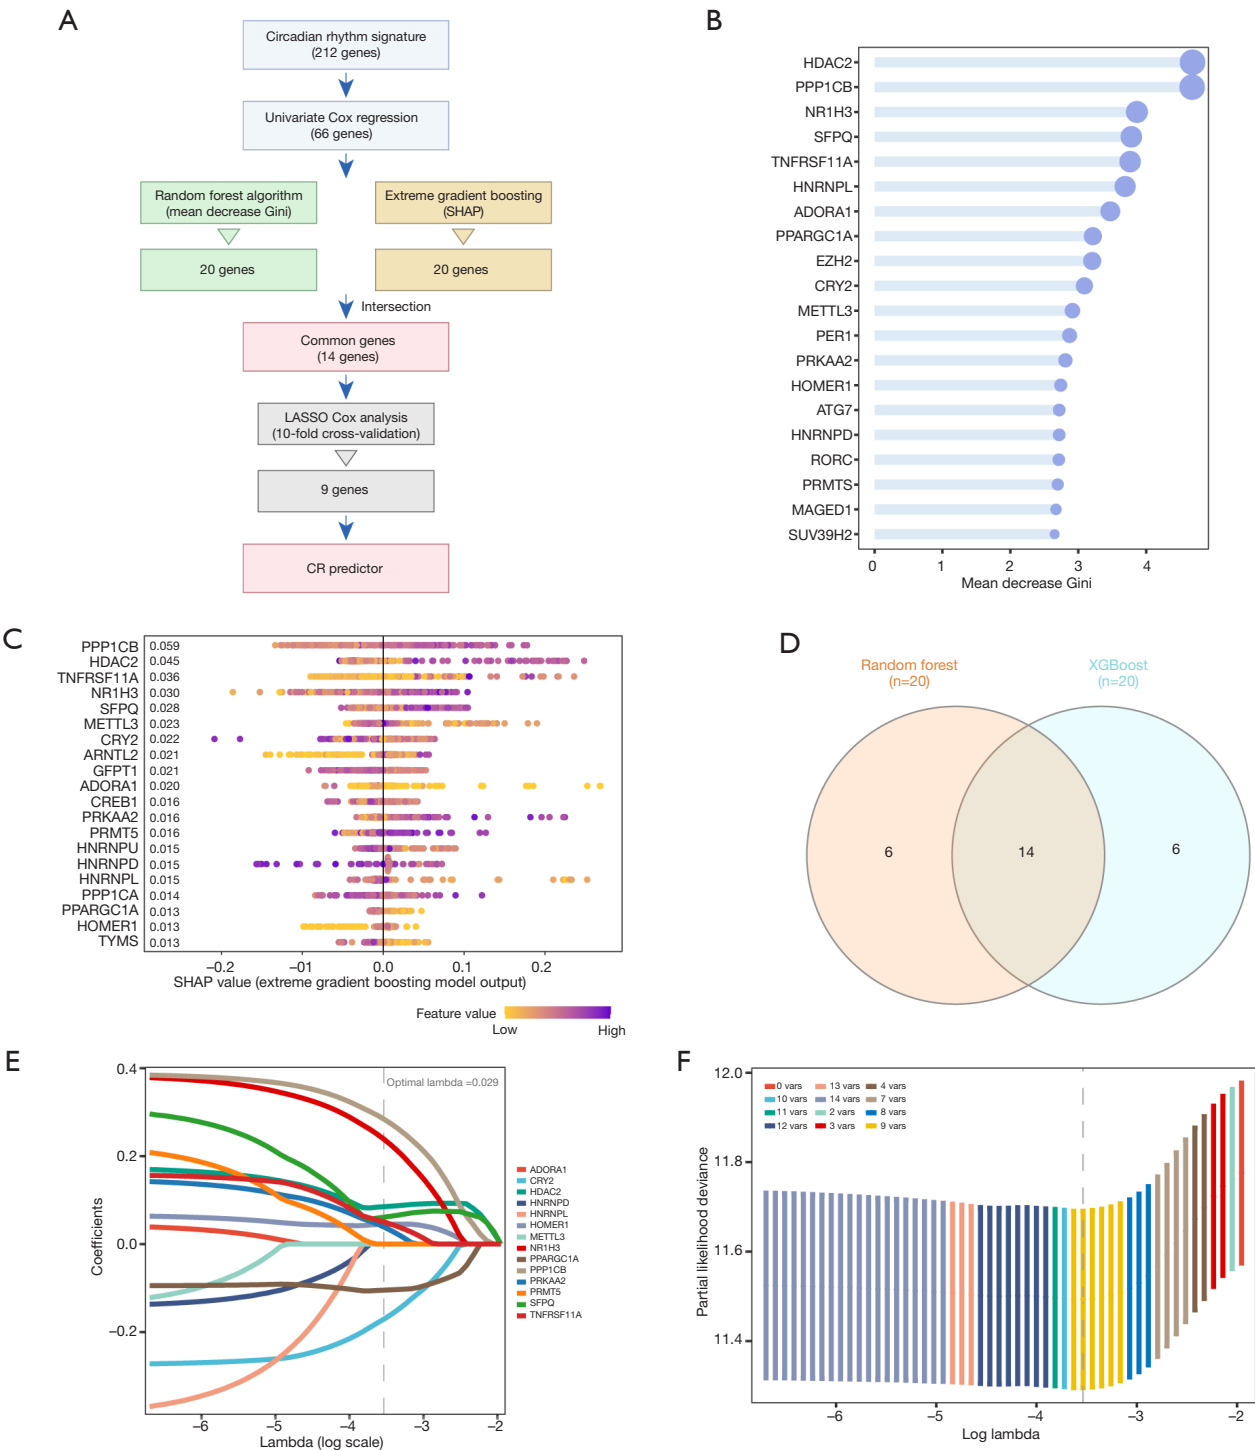 A
Circadian rhythm signature
(212 genes)
Univariate Cox regression
(66 genes)
Random forest algorithm
(mean decrease Gini)
Extreme gradient boosting
(SHAP)
20 genes
20 genes
Intersection
Common genes
(14 genes)
LASSO Cox analysis
(10-fold cross-validation)
9 genes
CR predictor
B
HDAC2
PPP1CB
NR1H3
SFPQ
TNFRSF11A
HNRNPL
ADORA1
PPARGC1A
EZH2
CRY2
METTL3
PER1
PRKAA2
HOMER1
ATG7
HNRNPD
RORC
PRMTS
MAGED1
SUV39H2
0 1 2 3 4
Mean decrease Gini
C
PPP1CB 0.059
HDAC2 0.045
TNFRSF11A 0.036
NR1H3 0.030
SFPQ 0.028
METTL3 0.023
CRY2 0.022
ARNTL2 0.021
GFPT1 0.021
ADORA1 0.020
CREB1 0.016
PRKAA2 0.016
PRMT5 0.016
HNRNPU 0.015
HNRNPD 0.015
HNRNPL 0.015
PPP1CA 0.014
PPARGC1A 0.013
HOMER1 0.013
TYMS 0.013
−0.2 −01 0.0 0.1 0.2
SHAP value (extreme gradient boosting model output)
Feature value
Low High
D
Random forest
(n=20)
XGBoost
(n=20)
6 14 6
E
0.4
0.2
0.0
−0.2
Coefficients
Optimal lambda =0.029
−6 −5 −4 −3 −2
Lambda (log scale)
ADORA1
CRY2
HDAC2
HNRNPD
HNRNPL
HOMER1
METTL3
NR1H3
PPARGC1A
PPP1CB
PRKAA2
PRMT5
SFPQ
TNFRSF11A
F
12.0
11.8
11.6
11.4
Partial likelihood deviance
0 vars 13 vars 4 vars
10 vars 14 vars 7 vars
11 vars 2 vars 8 vars
12 vars 3 vars 9 vars
−6 −5 −4 −3 −2
Log lambda